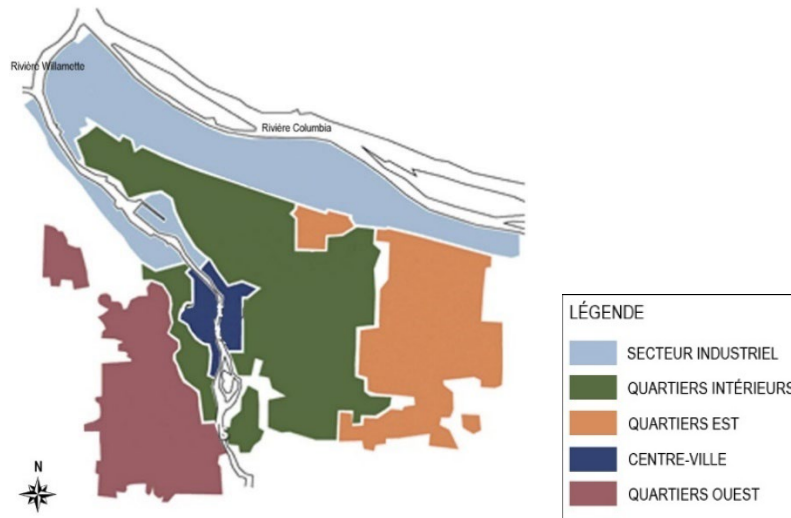 Rivière Willamette
Rivière Columbia
N
LÉGENDE
SECTEUR INDUSTRIEL
QUARTIERS INTÉRIEURS
QUARTIERS EST
CENTRE-VILLE
QUARTIERS OUEST